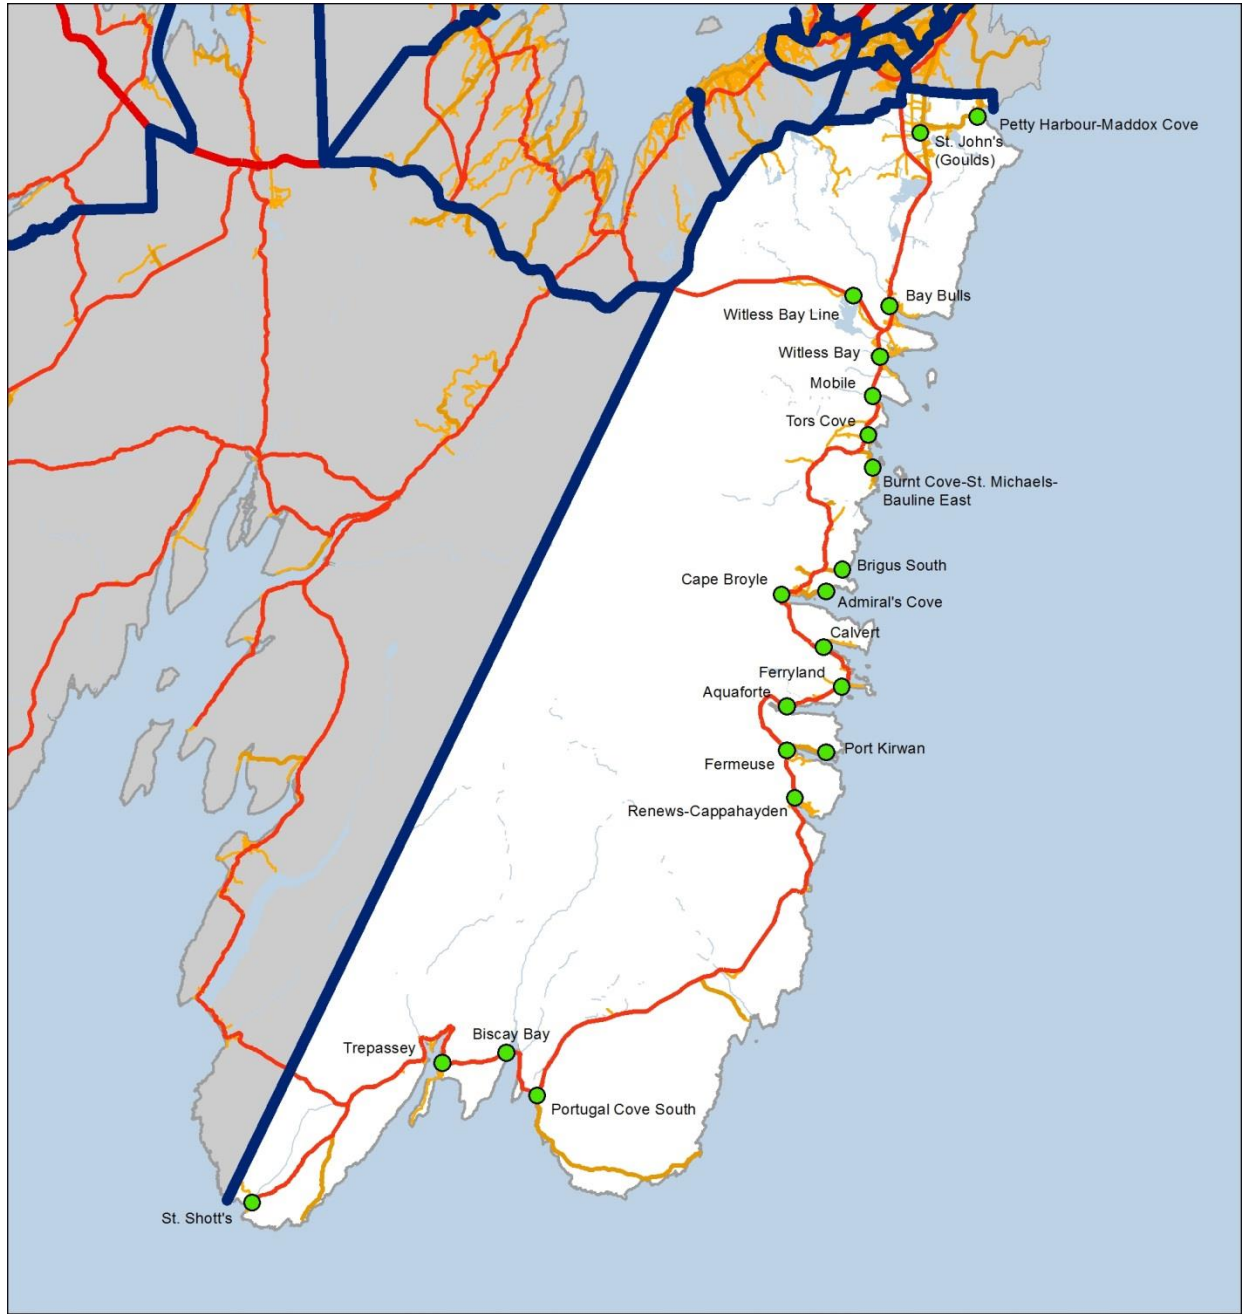 Petty Harbour-Maddox Cove
St. John's
(Goulds)
Bay Bulls
Witless Bay Line
Witless Bay
Mobile
Tors Cove
Burnt Cove-St. Michaels-
Bauline East
Brigus South
Cape Broyle
Admiral's Cove
Calvert
Ferryland
Aquaforte
Port Kirwan
Fermeuse
Renews-Cappahayden
Biscay Bay
Trepassey
Portugal Cove South
St. Shott's